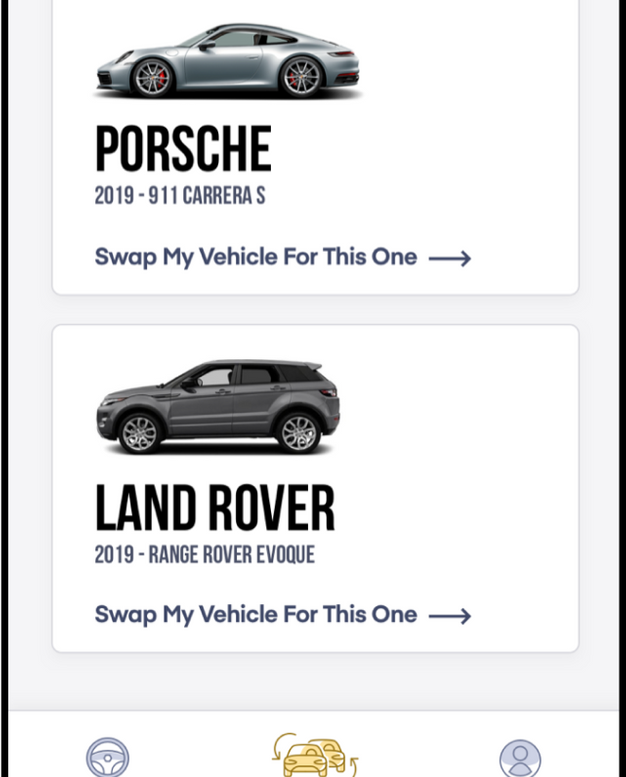 PORSCHE
2019 - 911 CARRERA S
Swap My Vehicle For This One
LAND ROVER
2019 - RANGE ROVER EVOQUE
Swap My Vehicle For This One